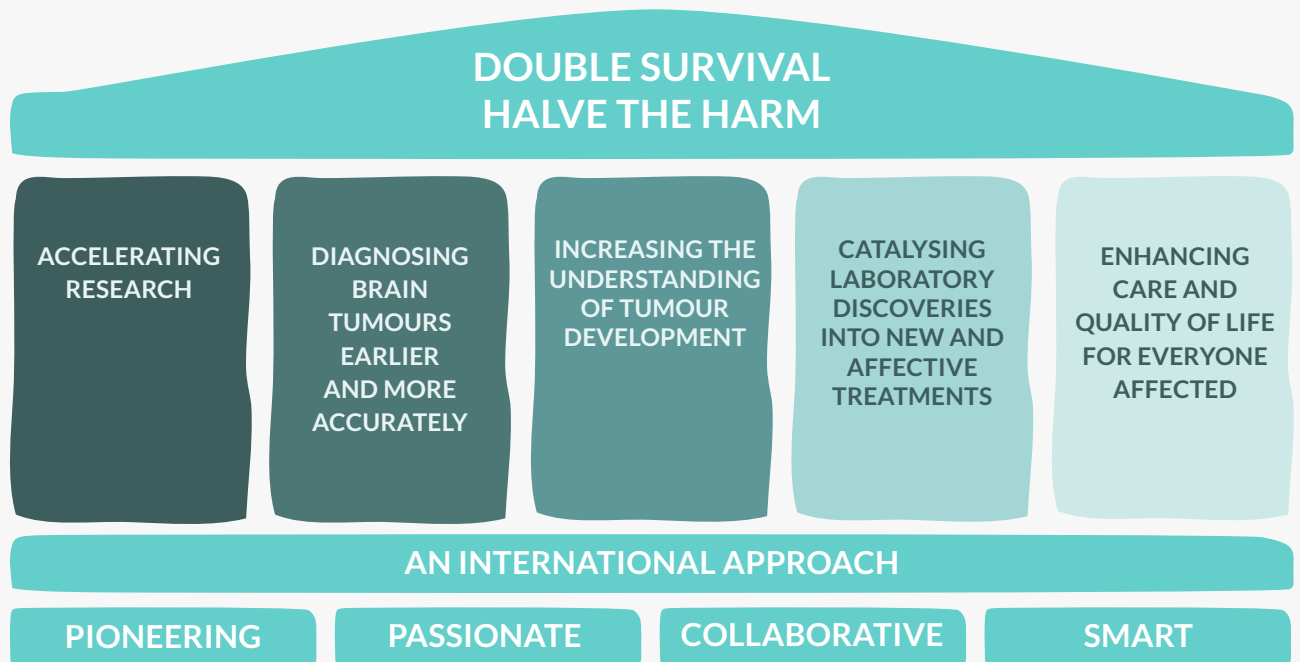 DOUBLE SURVIVAL
HALVE THE HARM
ACCELERATING
RESEARCH
DIAGNOSING
BRAIN
TUMOURS
EARLIER
AND MORE
ACCURATELY
INCREASING THE
UNDERSTANDING
OF TUMOUR
DEVELOPMENT
CATALYSING
LABORATORY
DISCOVERIES
INTO NEW AND
AFFECTIVE
TREATMENTS
ENHANCING
CARE AND
QUALITY OF LIFE
FOR EVERYONE
AFFECTED
AN INTERNATIONAL APPROACH
PIONEERING
PASSIONATE
COLLABORATIVE
SMART